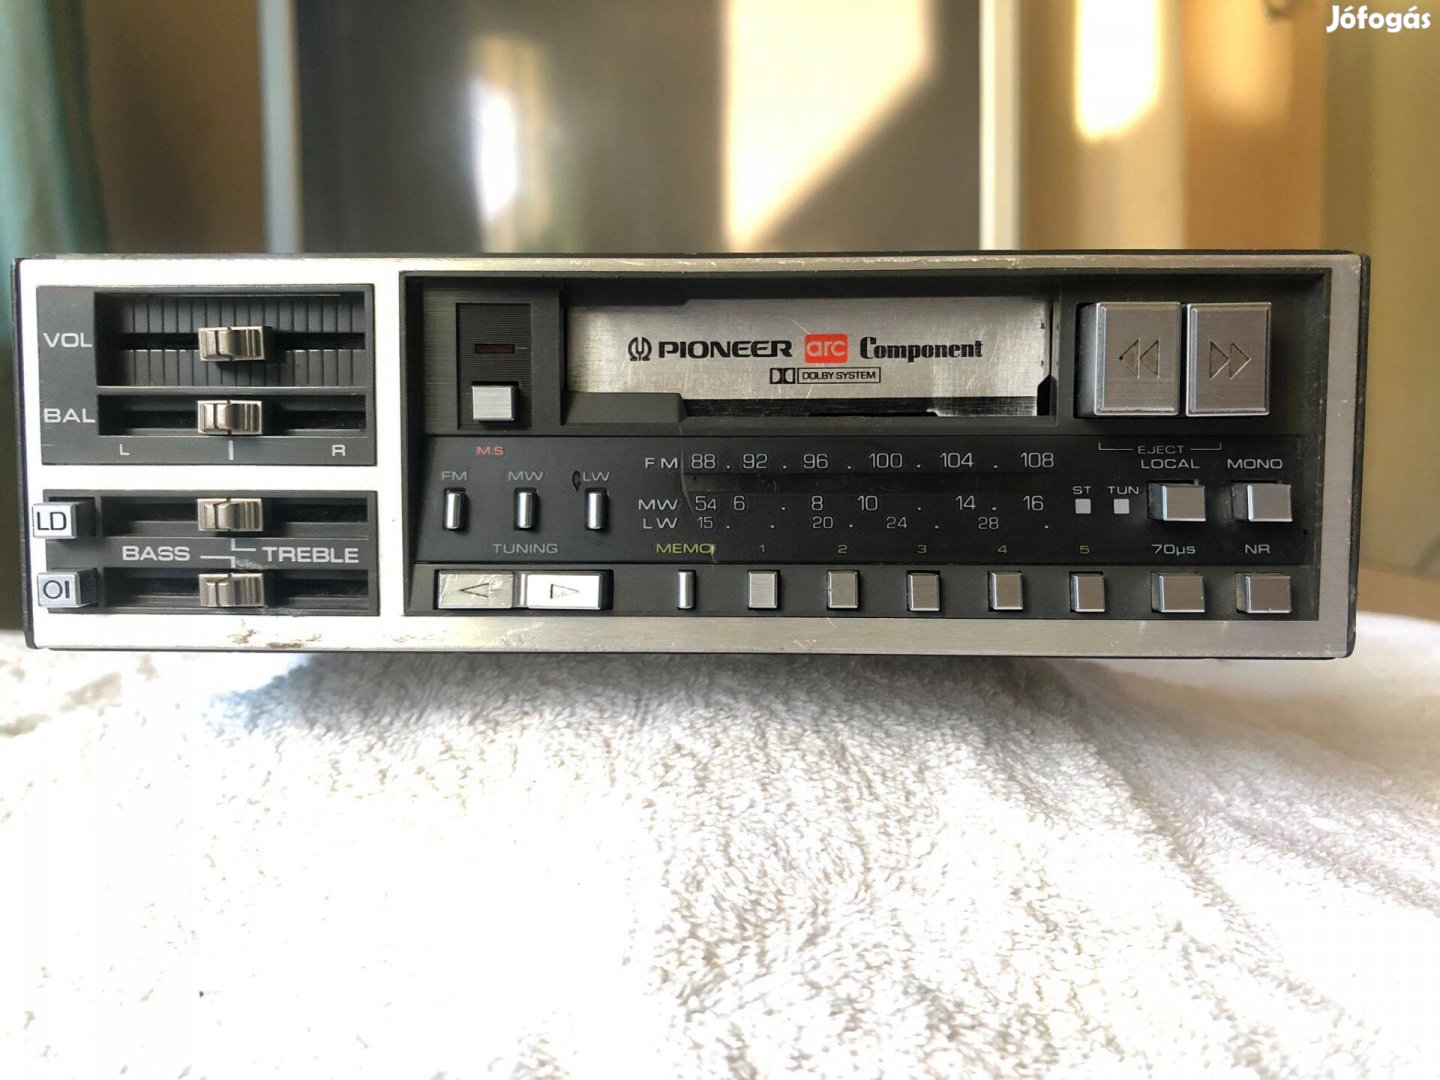 Jófogás
VOL
BAL
L R
LD
BASS TREBLE
OI
PIONEER arc Component
DOLBY SYSTEM
M.S
EJECT
FM MW LW
FM 88 . 92 . 96 . 100 . 104 . 108
LOCAL MONO
MW 54 6 . 8 10 . 14 . 16
ST TUN
LW 15 . . 20 . 24 . 28 .
TUNING MEMO 1 2 3 4 5 70µs NR